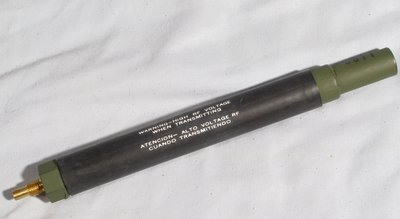 WARNING-HIGH RF VOLTAGE
WHEN TRANSMITTING
ATENCION- ALTO VOLTAGE RF
CUANDO TRANSMITIENDO